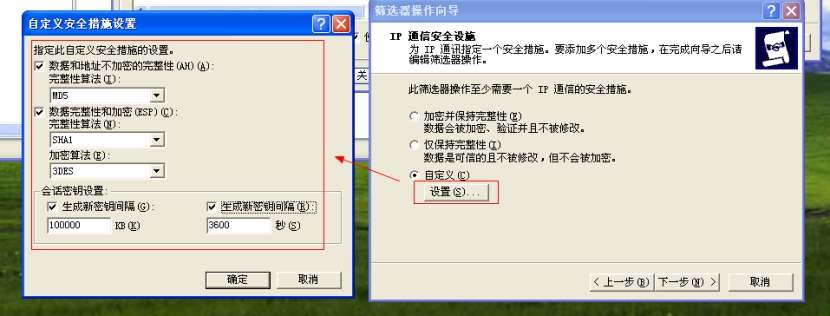 自定义安全措施设置
指定此自定义安全措施的设置。
数据和地址不加密的完整性(AH)(A):
完整性算法(I):
MD5
数据完整性和加密(ESP)(C):
完整性算法(N):
SHA1
加密算法(E):
3DES
会话密钥设置:
生成新密钥间隔(G):
生成新密钥间隔(R):
100000 KB(K)
3600 秒(S)
确定
取消
关
筛选器操作向导
IP 通信安全设施
为 IP 通讯指定一个安全措施。要添加多个安全措施，在完成向导之后请
编辑筛选器操作。
此筛选器操作至少需要一个 IP 通信的安全措施。
加密并保持完整性(E)
数据会被加密、验证并且不被修改。
仅保持完整性(I)
数据是可信的且不被修改，但不会被加密。
自定义(C)
设置(S)...
< 上一步(B)
下一步(N) >
取消